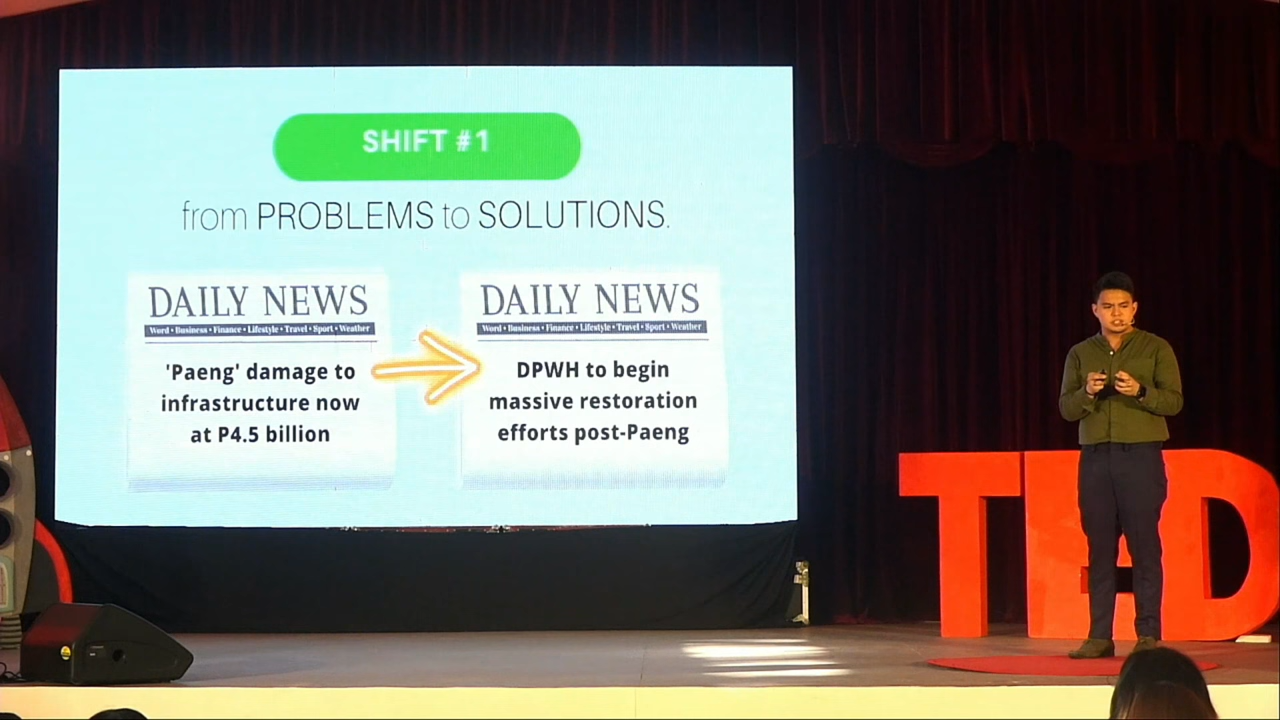 SHIFT #1
from PROBLEMS to SOLUTIONS.
DAILY NEWS
Word • Business • Finance • Lifestyle • Travel • Sport • Weather
'Paeng' damage to
infrastructure now
at P4.5 billion
DAILY NEWS
Word • Business • Finance • Lifestyle • Travel • Sport • Weather
DPWH to begin
massive restoration
efforts post-Paeng
TED